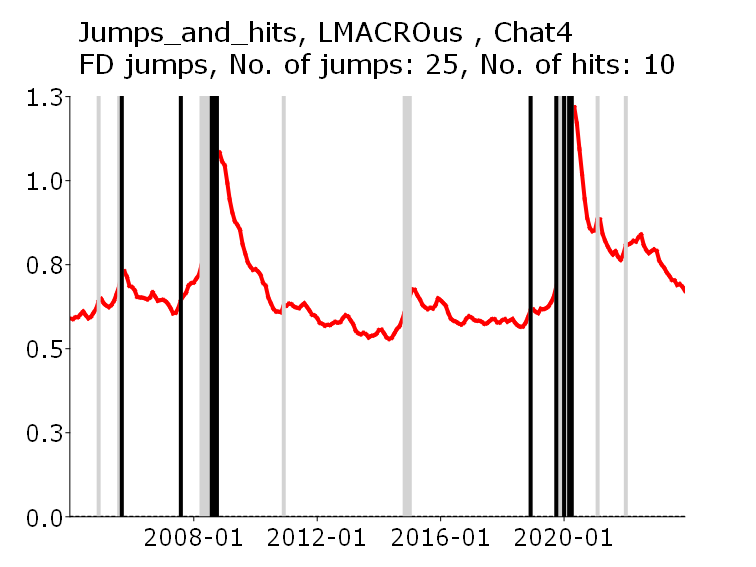 Jumps_and_hits, LMACROus , Chat4
FD jumps, No. of jumps: 25, No. of hits: 10
1.3
1.0
0.8
0.5
0.3
0.0
2008-01 2012-01 2016-01 2020-01